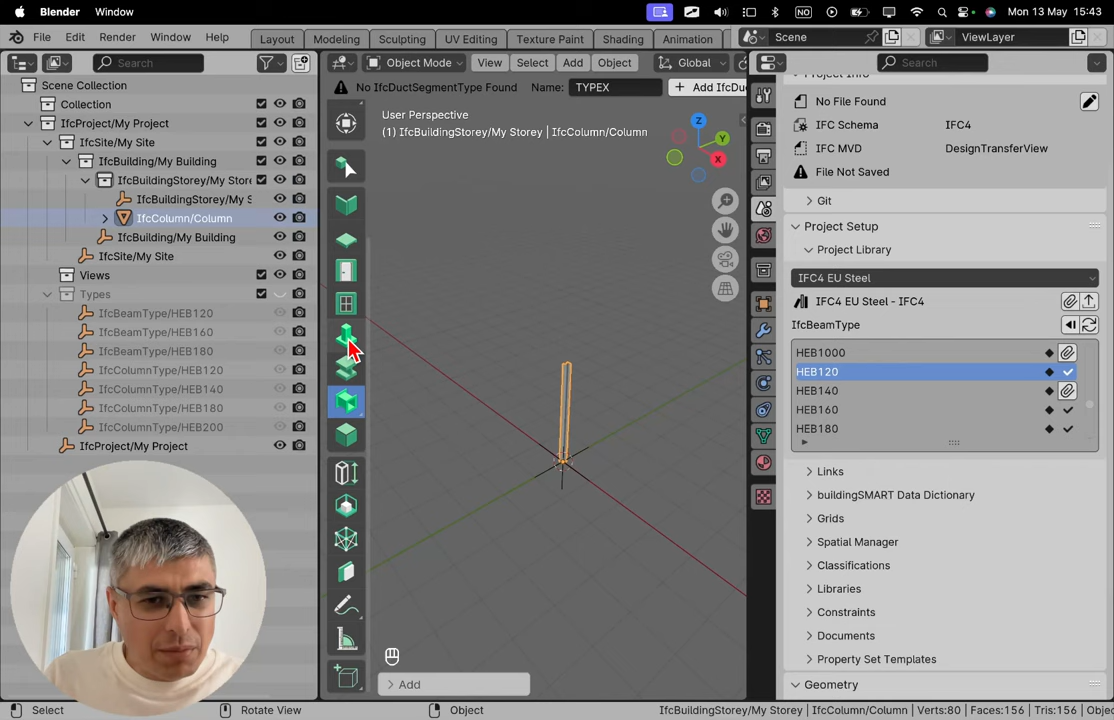 Blender Window
NO
Mon 13 May 15:43
File Edit Render Window Help
Layout Modeling Sculpting UV Editing Texture Paint Shading Animation
Scene
ViewLayer
Search
Object Mode View Select Add Object Global
Search
Scene Collection
No IfcDuctSegmentType Found Name: TYPEX + Add IfcDu
Collection
IfcProject/My Project
IfcSite/My Site
IfcBuilding/My Building
IfcBuildingStorey/My Store
IfcBuildingStorey/My S
IfcColumn/Column
IfcBuilding/My Building
IfcSite/My Site
Views
Types
IfcBeamType/HEB120
IfcBeamType/HEB160
IfcBeamType/HEB180
IfcColumnType/HEB120
IfcColumnType/HEB140
IfcColumnType/HEB180
IfcColumnType/HEB200
IfcProject/My Project
User Perspective
(1) IfcBuildingStorey/My Storey | IfcColumn/Column
Z
Y
X
Add
Project Info
No File Found
IFC Schema IFC4
IFC MVD DesignTransferView
File Not Saved
Git
Project Setup
Project Library
IFC4 EU Steel
IFC4 EU Steel - IFC4
IfcBeamType
HEB1000
HEB120
HEB140
HEB160
HEB180
Links
buildingSMART Data Dictionary
Grids
Spatial Manager
Classifications
Libraries
Constraints
Documents
Property Set Templates
Geometry
Select
Rotate View
Object
IfcBuildingStorey/My Storey | IfcColumn/Column | Verts:80 | Faces:156 | Tris:156 | Obje